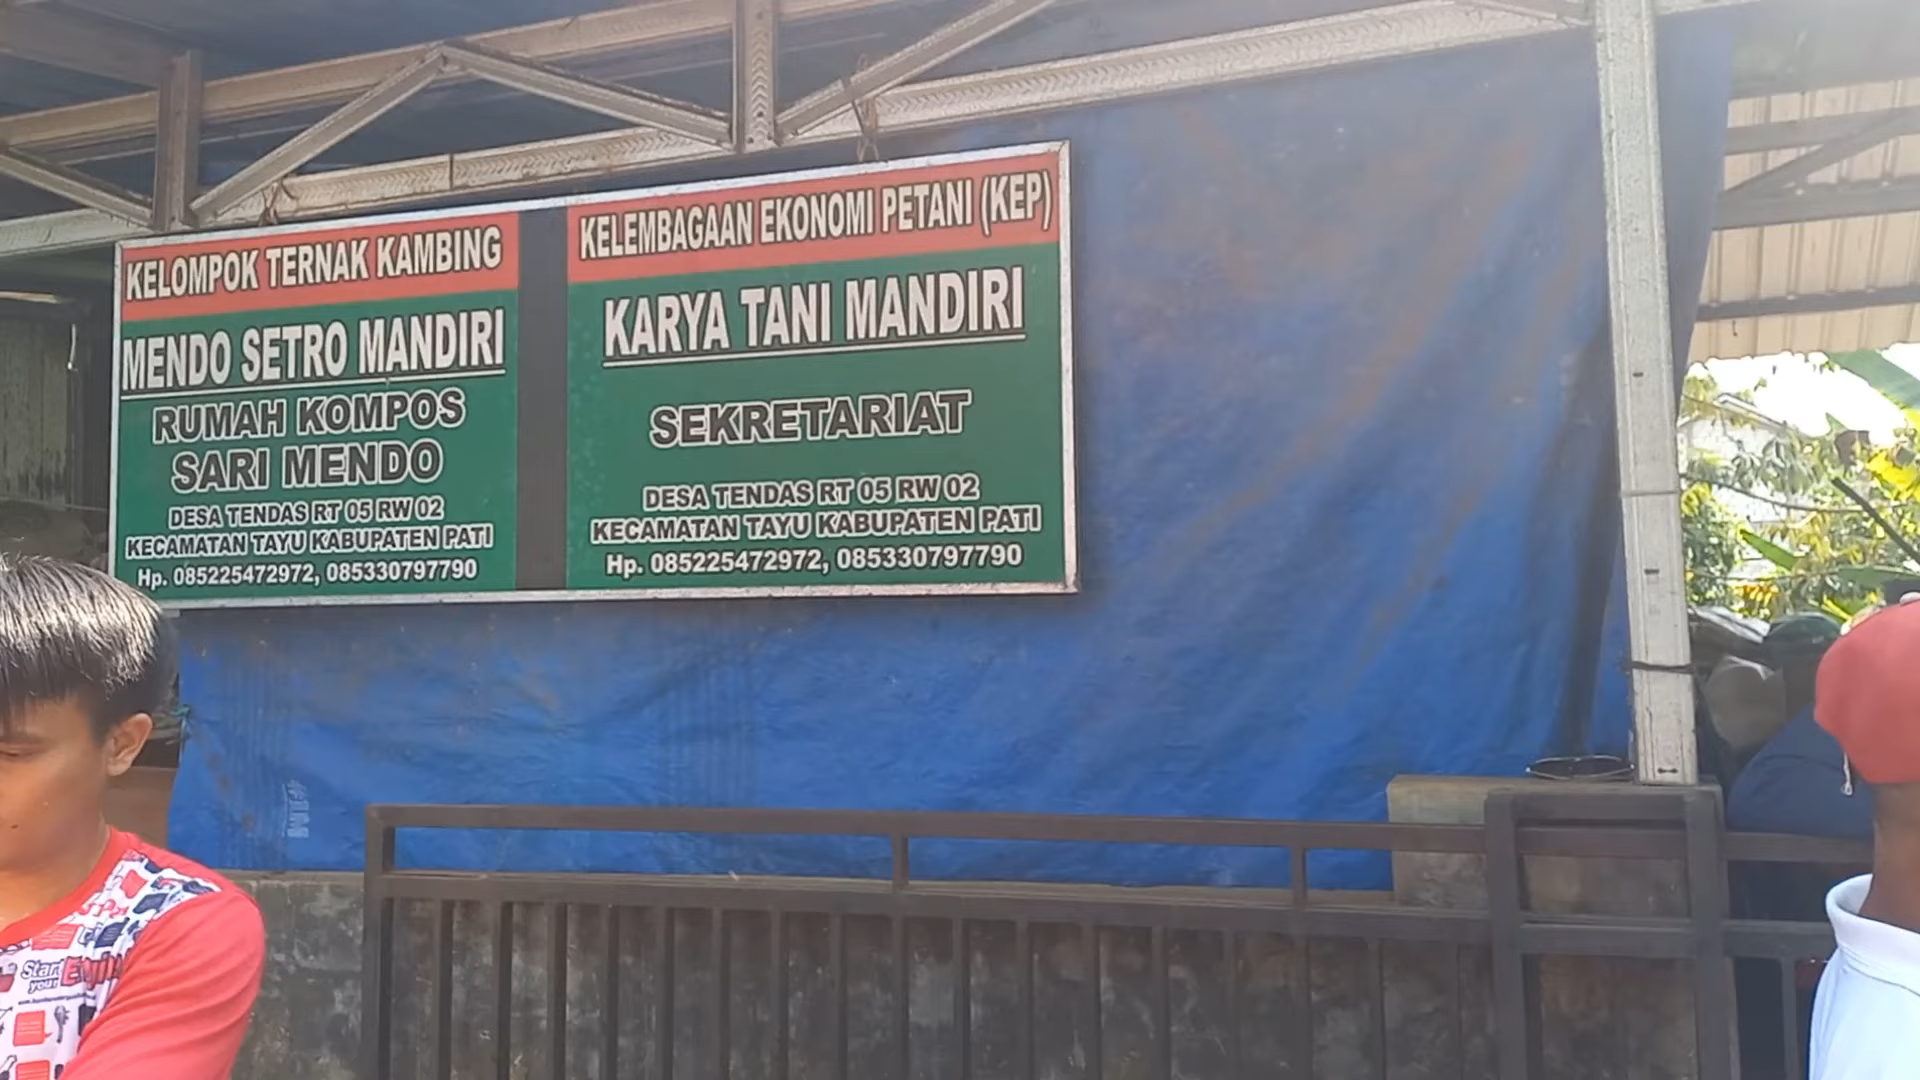 KELOMPOK TERNAK KAMBING
MENDO SETRO MANDIRI
RUMAH KOMPOS
SARI MENDO
DESA TENDAS RT 05 RW 02
KECAMATAN TAYU KABUPATEN PATI
Hp. 085225472972, 085330797790
KELEMBAGAAN EKONOMI PETANI (KEP)
KARYA TANI MANDIRI
SEKRETARIAT
DESA TENDAS RT 05 RW 02
KECAMATAN TAYU KABUPATEN PATI
Hp. 085225472972, 085330797790
Start
your